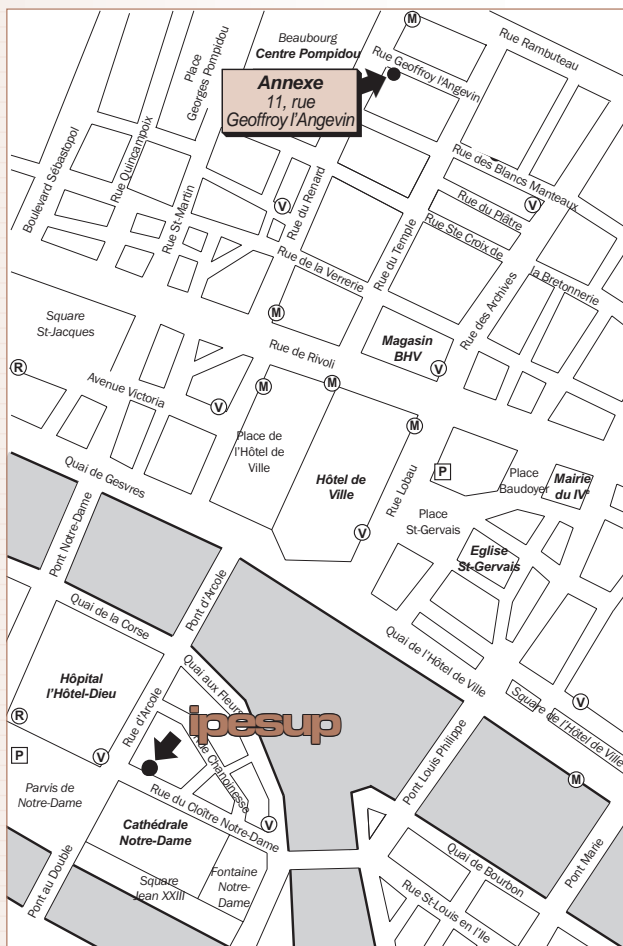 Beaubourg
Centre Pompidou
M
Rue Rambuteau
Place
Georges Pompidou
Rue Geoffroy l'Angevin
Annexe
11, rue
Geoffroy l'Angevin
Boulevard Sébastopol
Rue Quincampoix
Rue St-Martin
V
Rue du Renard
Rue des Blancs Manteaux
Rue du Plâtre
V
Rue Ste Croix de
la Bretonnerie
Rue du Temple
Rue de la Verrerie
Rue des Archives
Square
St-Jacques
M
Magasin
BHV
V
Rue de Rivoli
R
Avenue Victoria
M
M
V
M
Place de
l'Hôtel de
Ville
Hôtel de
Ville
Rue Lobau
P
Place
Baudoyer
Mairie
du IVe
Quai de Gesvres
Place
St-Gervais
V
Eglise
St-Gervais
Pont Notre-Dame
Pont d'Arcole
Quai de la Corse
Quai de l'Hôtel de Ville
Hôpital
l'Hôtel-Dieu
Quai aux Fleurs
Square de l'Hôtel de Ville
V
R
Rue d'Arcole
ipesup
Rue Chanoinesse
Pont Louis Philippe
P
V
M
Parvis de
Notre-Dame
Rue du Cloître Notre-Dame
V
Cathédrale
Notre-Dame
Quai de Bourbon
Pont Marie
Pont au Double
Square
Jean XXIII
Fontaine
Notre-
Dame
Rue St-Louis en l'Ile